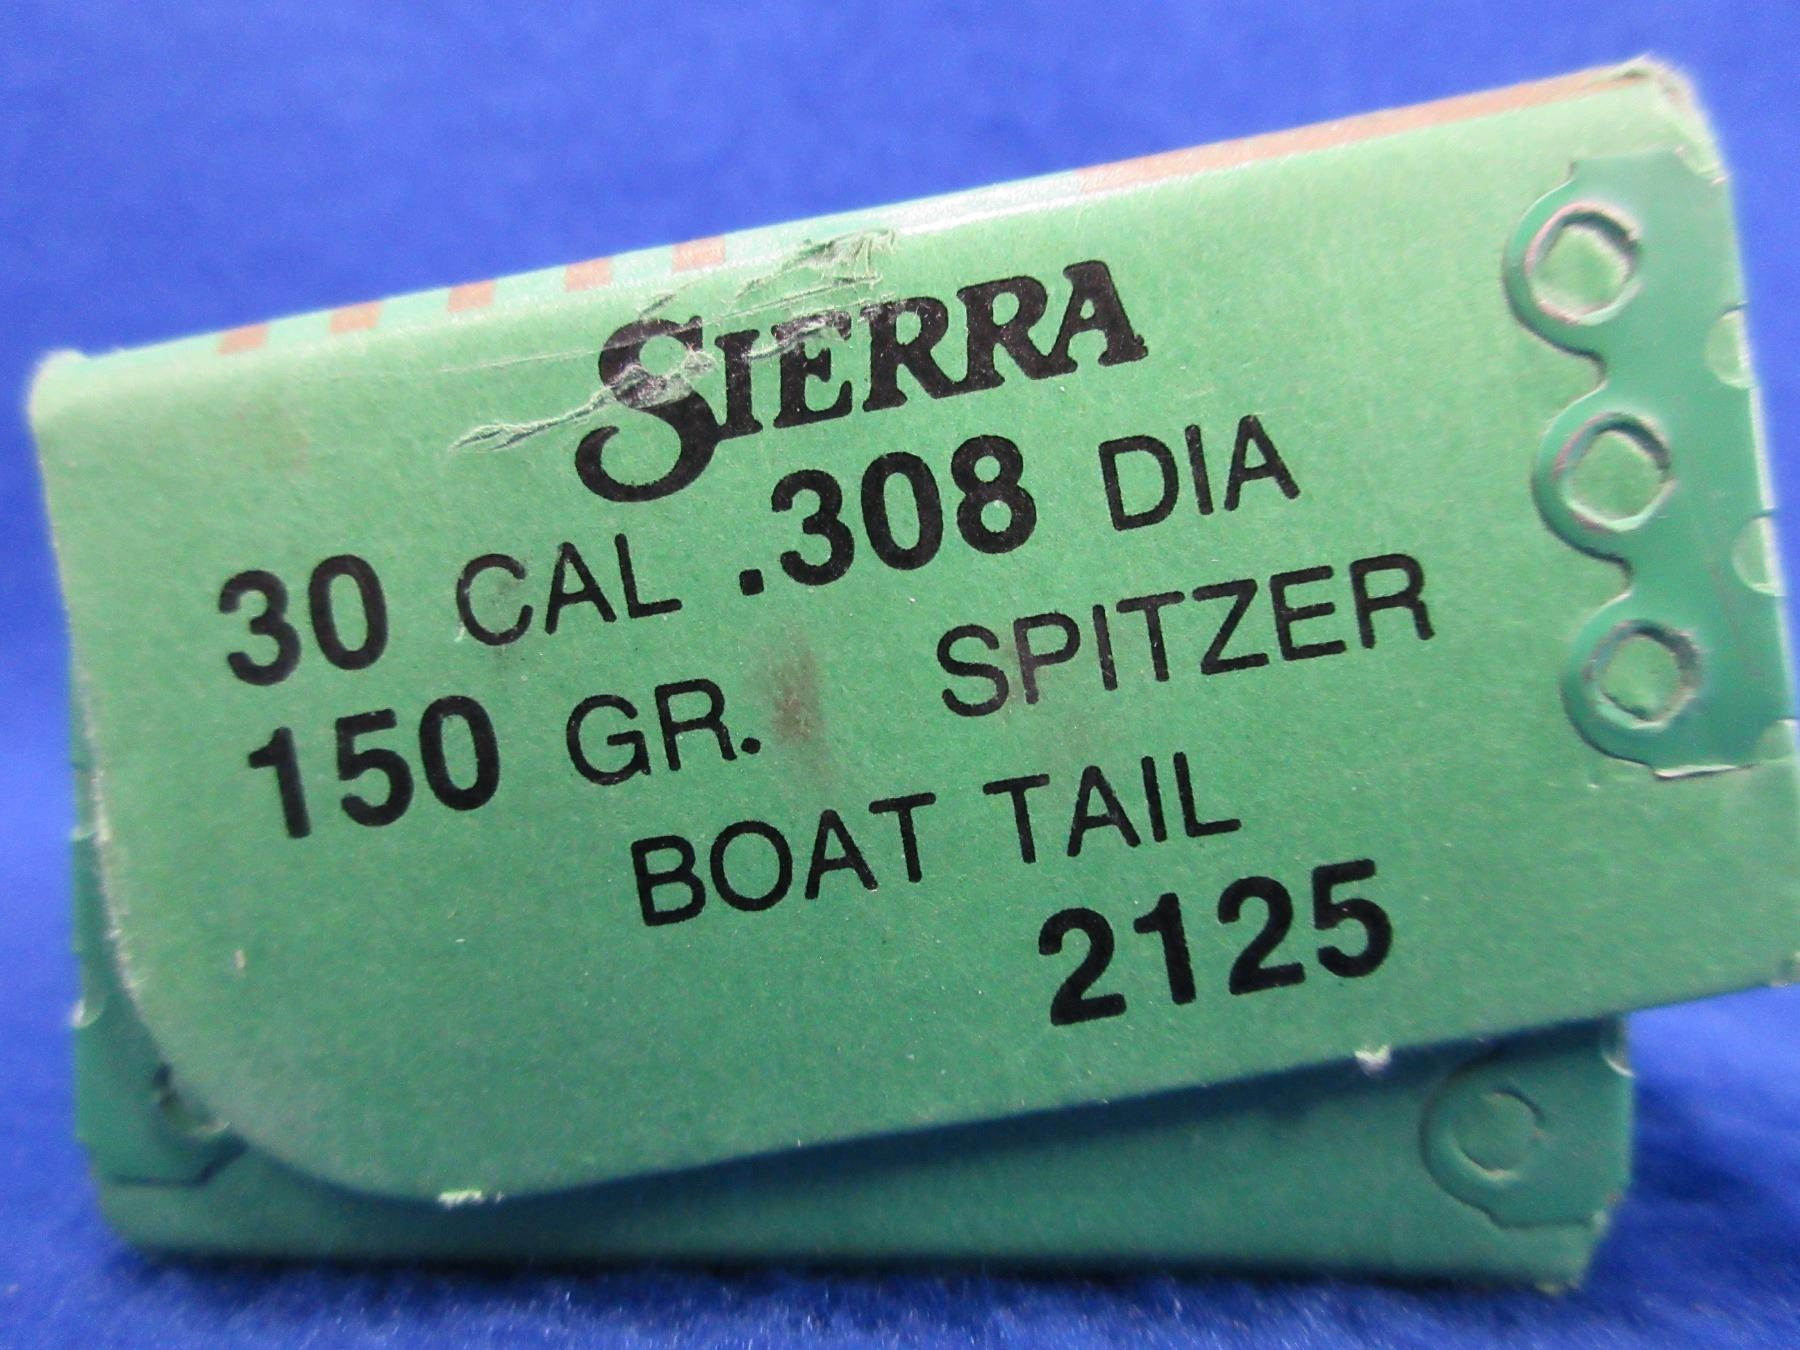 SIERRA
30 CAL .308 DIA
150 GR. SPITZER
BOAT TAIL
2125